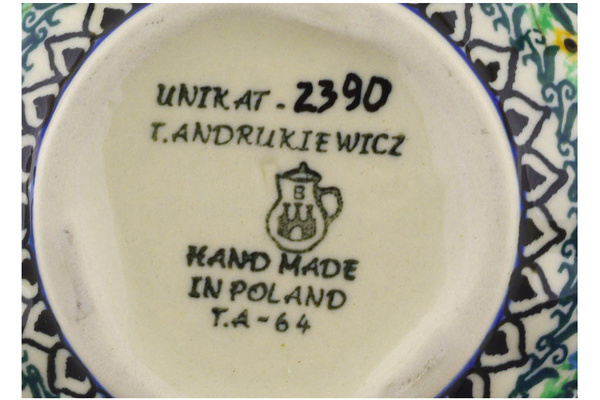 UNIKAT - 2390
T.ANDRUKIEWICZ
B
HAND MADE
IN POLAND
T.A-64